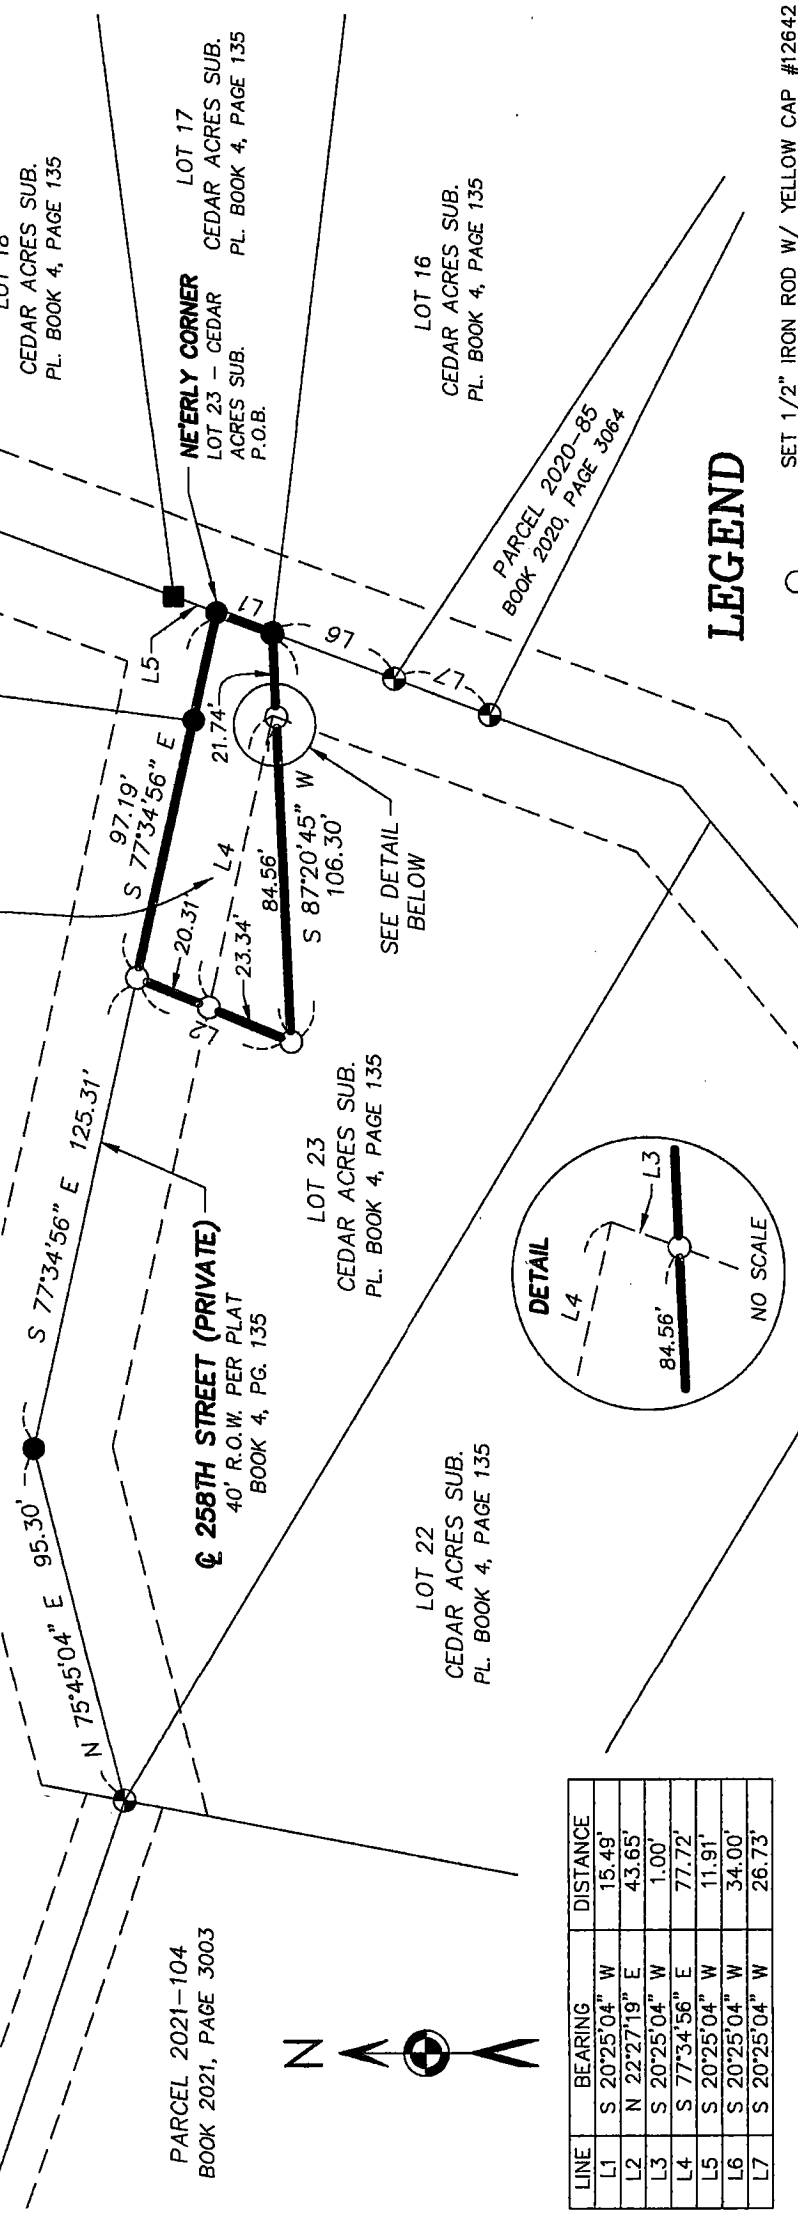 CEDAR ACRES SUB.
PL. BOOK 4, PAGE 135
LOT 17
CEDAR ACRES SUB.
PL. BOOK 4, PAGE 135
NE'ERLY CORNER
LOT 23 – CEDAR
ACRES SUB.
P.O.B.
LOT 16
CEDAR ACRES SUB.
PL. BOOK 4, PAGE 135
PARCEL 2020-85
BOOK 2020, PAGE 3064
L5
L1
L6
L7
97.19'
S 77°34'56" E
21.74'
L4
20.31'
84.56'
23.34'
L2
S 87°20'45" W
106.30'
SEE DETAIL
BELOW
S 77°34'56" E 125.31'
N 75°45'04" E 95.30'
℄ 258TH STREET (PRIVATE)
40' R.O.W. PER PLAT
BOOK 4, PG. 135
LOT 23
CEDAR ACRES SUB.
PL. BOOK 4, PAGE 135
LOT 22
CEDAR ACRES SUB.
PL. BOOK 4, PAGE 135
PARCEL 2021-104
BOOK 2021, PAGE 3003
N
DETAIL
L4
L3
84.56'
NO SCALE
LEGEND
SET 1/2" IRON ROD W/ YELLOW CAP #12642
LINE BEARING DISTANCE
L1 S 20°25'04" W 15.49'
L2 N 22°27'19" E 43.65'
L3 S 20°25'04" W 1.00'
L4 S 77°34'56" E 77.72'
L5 S 20°25'04" W 11.91'
L6 S 20°25'04" W 34.00'
L7 S 20°25'04" W 26.73'